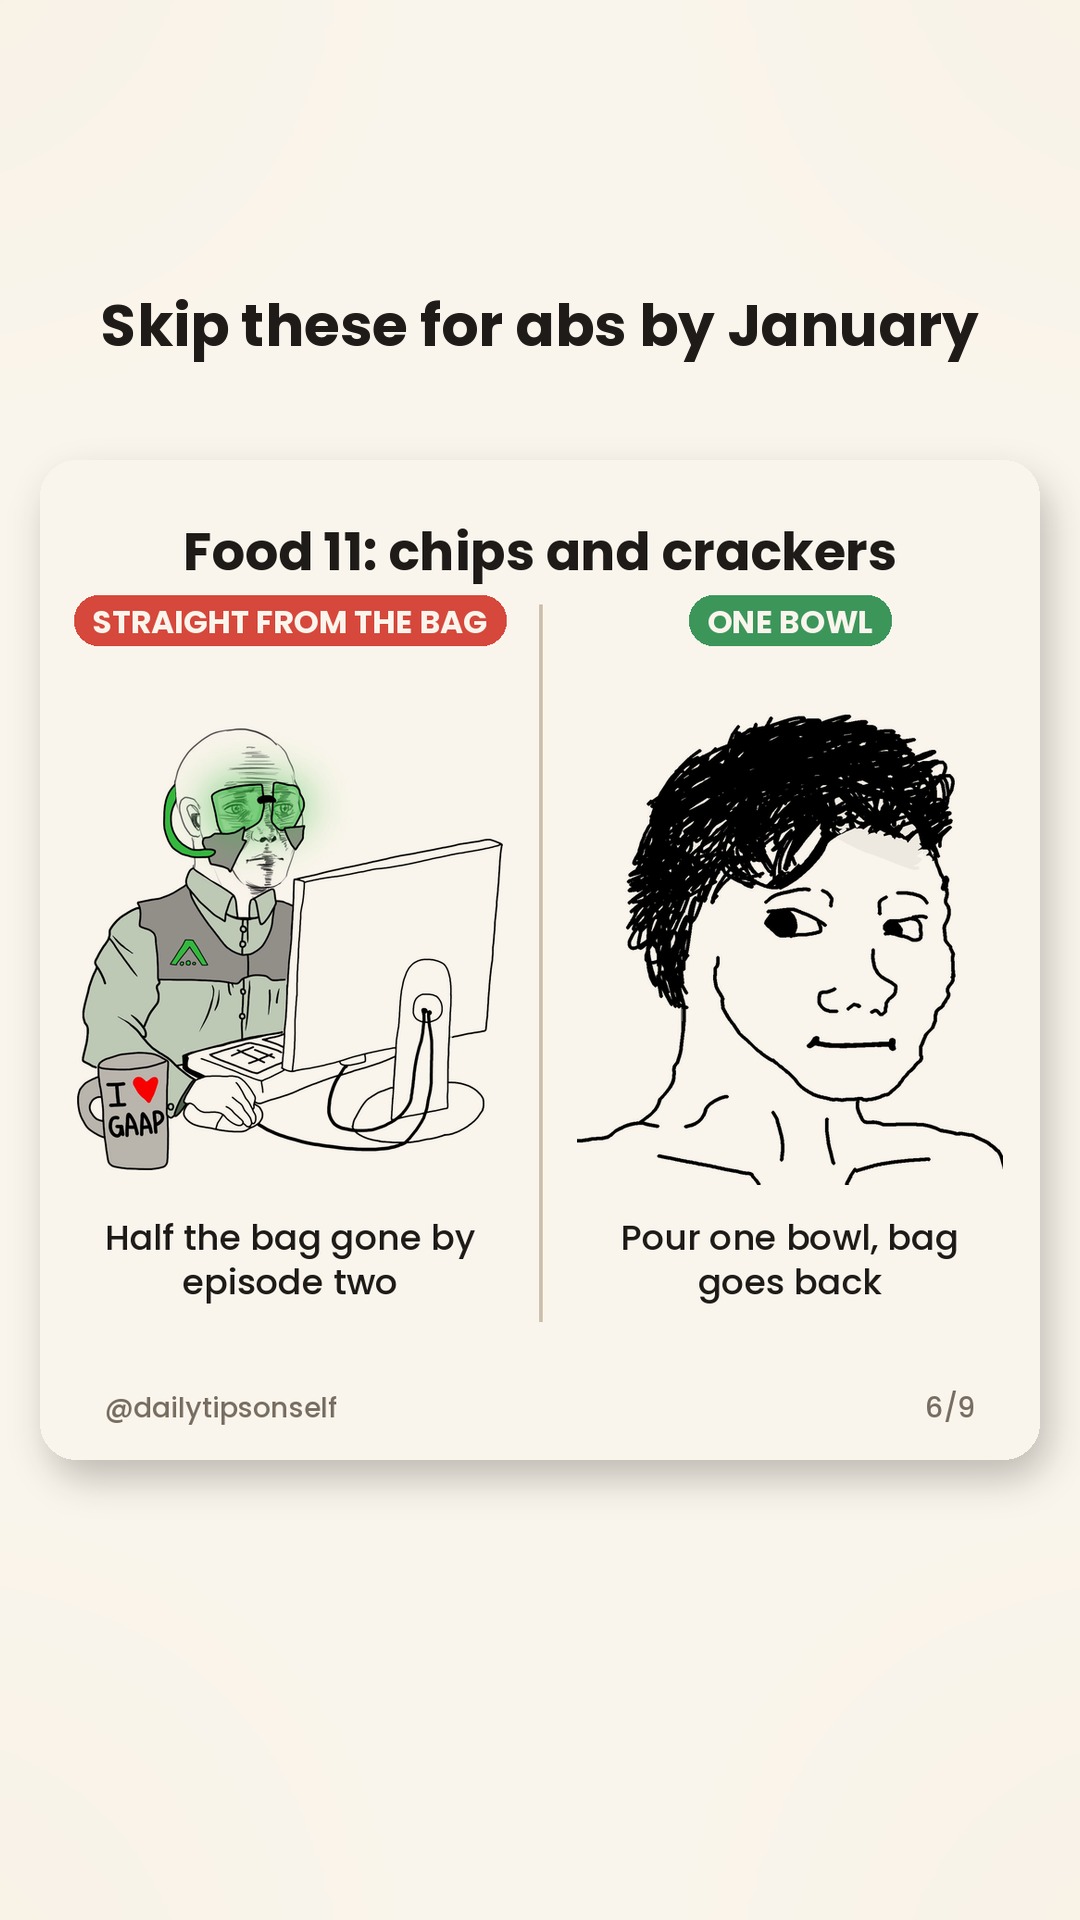 Skip these for abs by January
Food 11: chips and crackers
STRAIGHT FROM THE BAG
ONE BOWL
I ❤
GAAP
Half the bag gone by
episode two
Pour one bowl, bag
goes back
@dailytipsonself
6/9